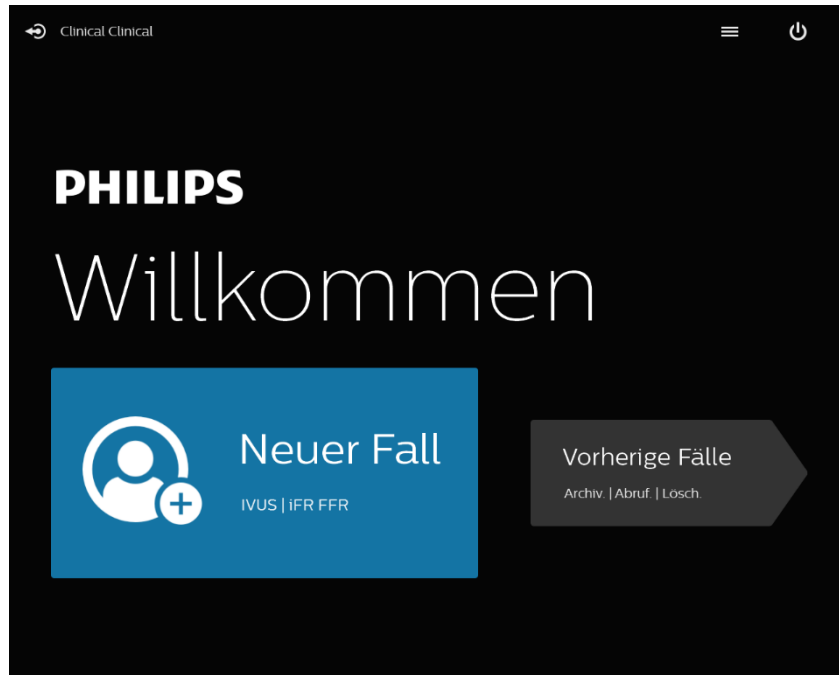 Clinical Clinical
PHILIPS
Willkommen
Neuer Fall
IVUS | iFR FFR
Vorherige Fälle
Archiv. | Abruf. | Lösch.